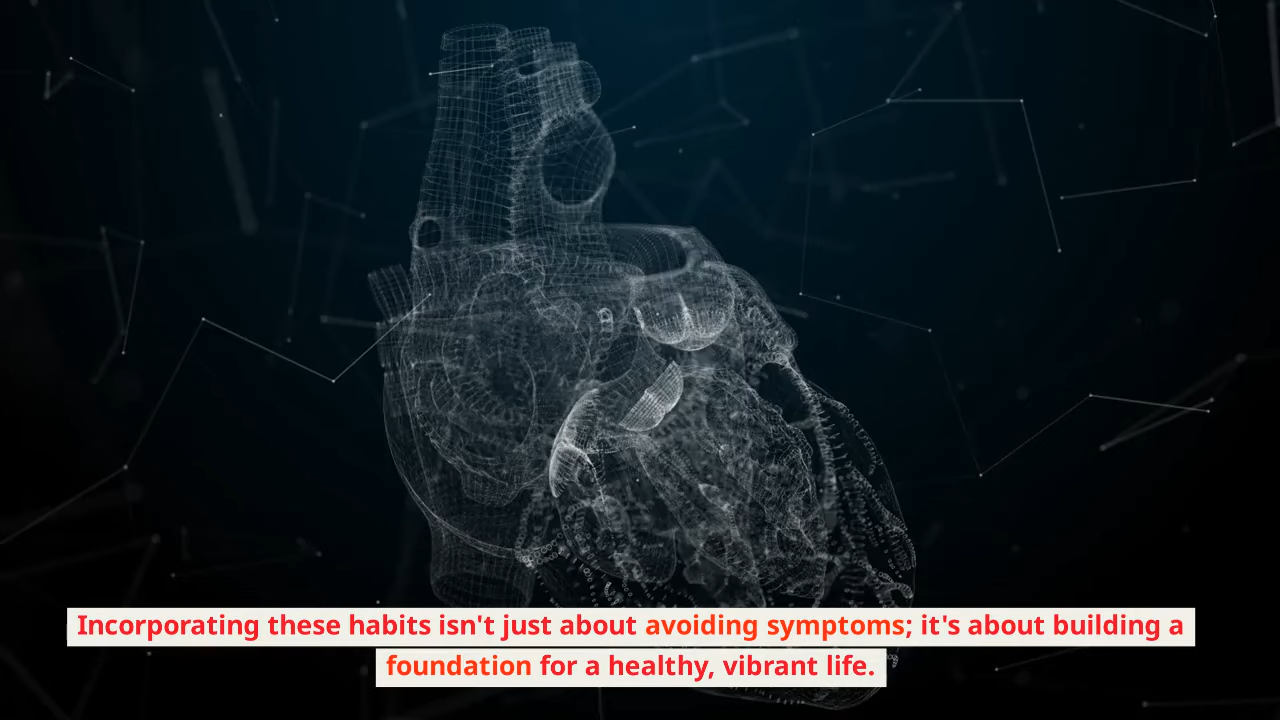 Incorporating these habits isn't just about avoiding symptoms; it's about building a
foundation for a healthy, vibrant life.